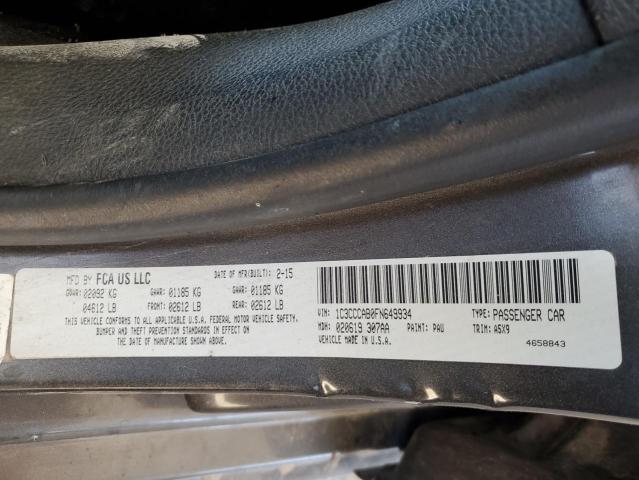 MFD BY FCA US LLC DATE OF MFR(BUILT): 2-15
GVWR: 02092 KG GAWR: 01185 KG GAWR: 01185 KG
04612 LB FRONT: 02612 LB REAR: 02612 LB
THIS VEHICLE CONFORMS TO ALL APPLICABLE U.S.A. FEDERAL MOTOR VEHICLE SAFETY,
BUMPER AND THEFT PREVENTION STANDARDS IN EFFECT ON
THE DATE OF MANUFACTURE SHOWN ABOVE.
VIN: 1C3CCCAB0FN649934 TYPE: PASSENGER CAR
MDH: 020619 307AA PAINT: PAU TRIM: A5X9
VEHICLE MADE IN U.S.A. 4658843